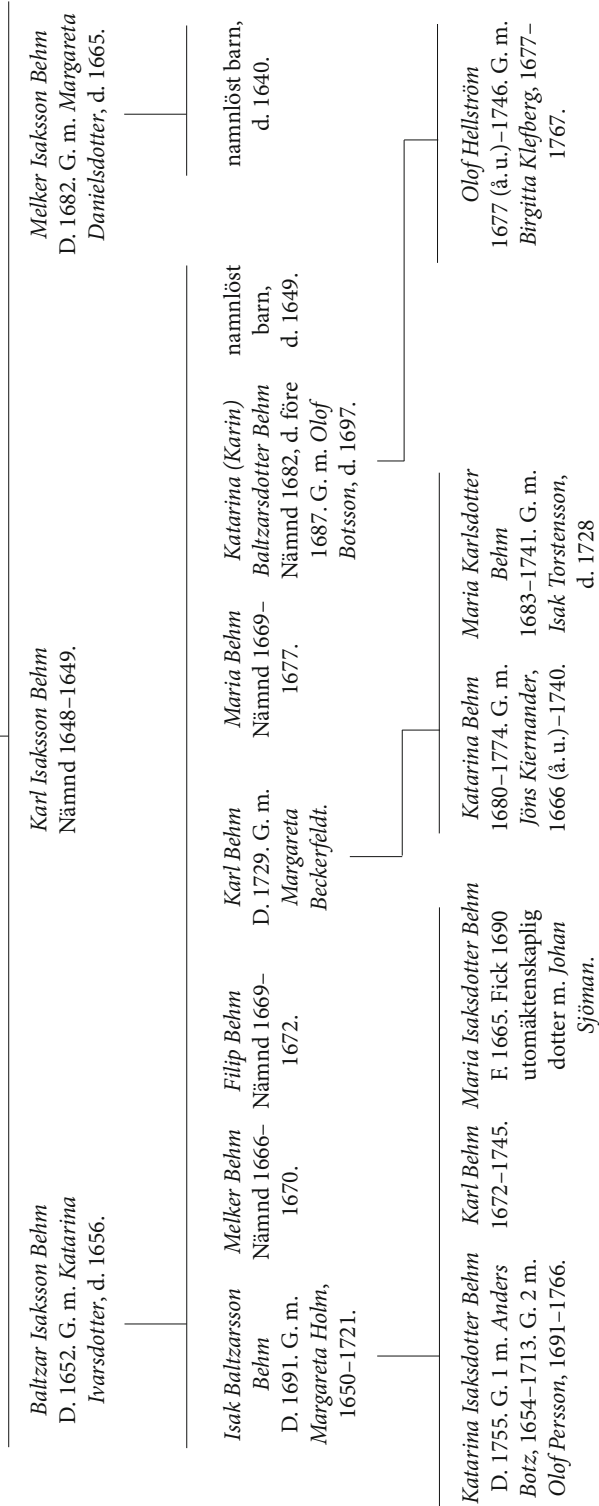 Baltzar Isaksson Behm
D. 1652. G. m. Katarina
Ivarsdotter, d. 1656.
Karl Isaksson Behm
Nämnd 1648–1649.
Melker Isaksson Behm
D. 1682. G. m. Margareta
Danielsdotter, d. 1665.
Isak Baltzarsson
Behm
D. 1691. G. m.
Margareta Holm,
1650–1721.
Melker Behm
Nämnd 1666–
1670.
Filip Behm
Nämnd 1669–
1672.
Karl Behm
D. 1729. G. m.
Margareta
Beckerfeldt.
Maria Behm
Nämnd 1669–
1677.
Katarina (Karin)
Baltzarsdotter Behm
Nämnd 1682, d. före
1687. G. m. Olof
Botsson, d. 1697.
namnlöst
barn,
d. 1649.
namnlöst barn,
d. 1640.
Katarina Isaksdotter Behm
D. 1755. G. 1 m. Anders
Botz, 1654–1713. G. 2 m.
Olof Persson, 1691–1766.
Karl Behm
1672–1745.
Maria Isaksdotter Behm
F. 1665. Fick 1690
utomäktenskaplig
dotter m. Johan
Sjöman.
Katarina Behm
1680–1774. G. m.
Jöns Kiernander,
1666 (å. u.)–1740.
Maria Karlsdotter
Behm
1683–1741. G. m.
Isak Torstensson,
d. 1728
Olof Hellström
1677 (å. u.)–1746. G. m.
Birgitta Klefberg, 1677–
1767.